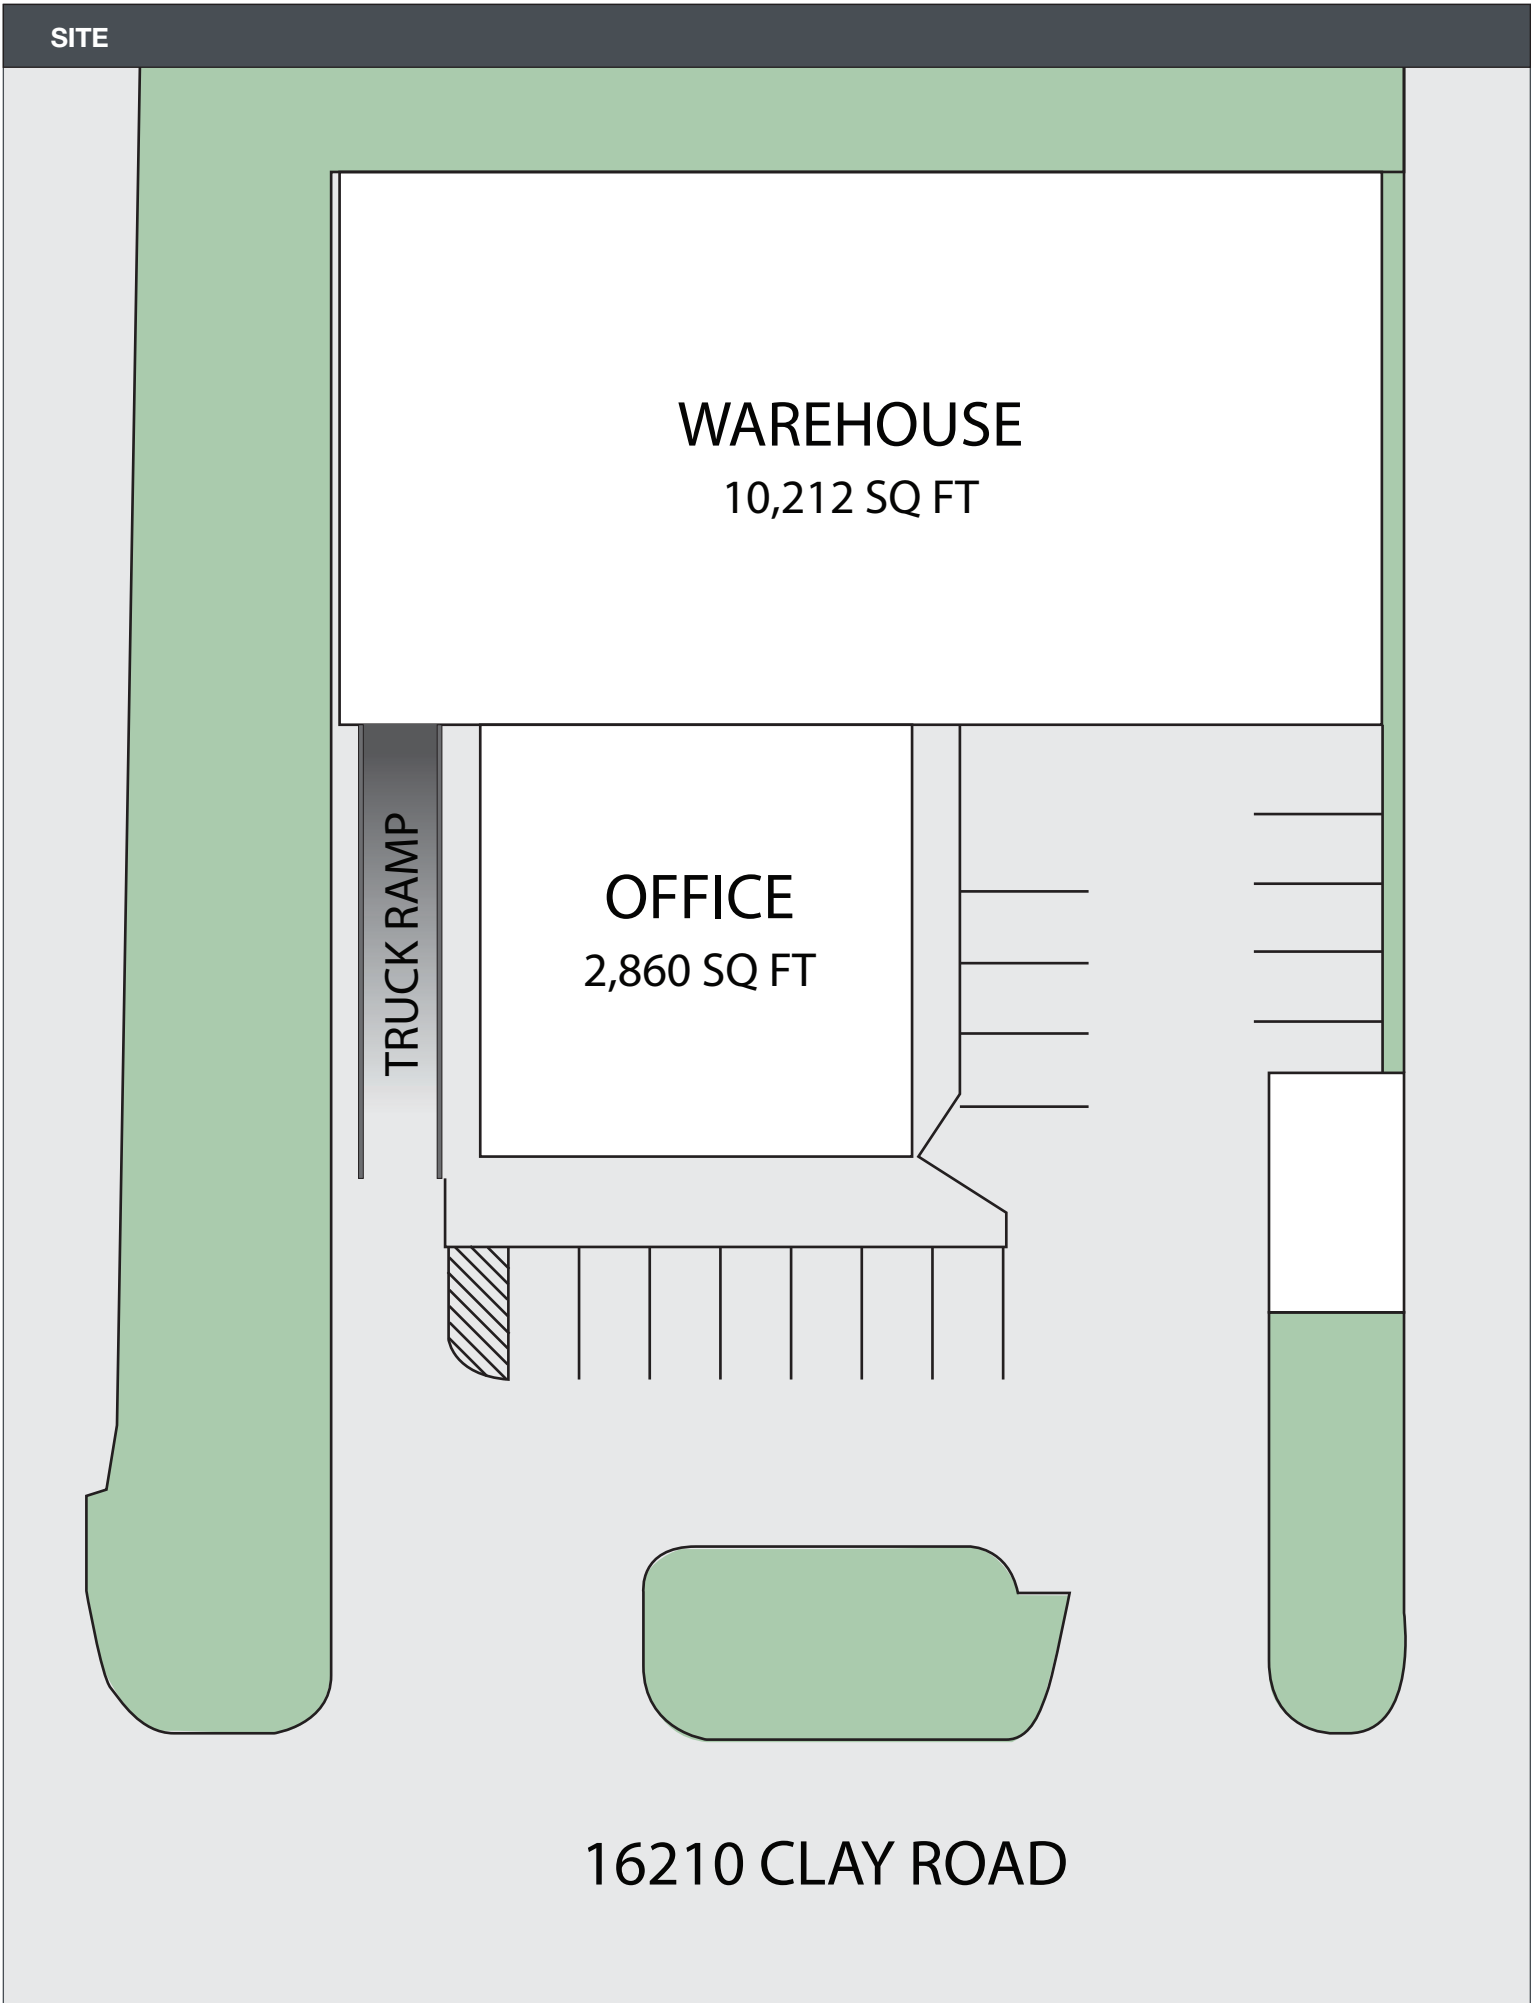 SITE
WAREHOUSE
10,212 SQ FT
TRUCK RAMP
OFFICE
2,860 SQ FT
16210 CLAY ROAD